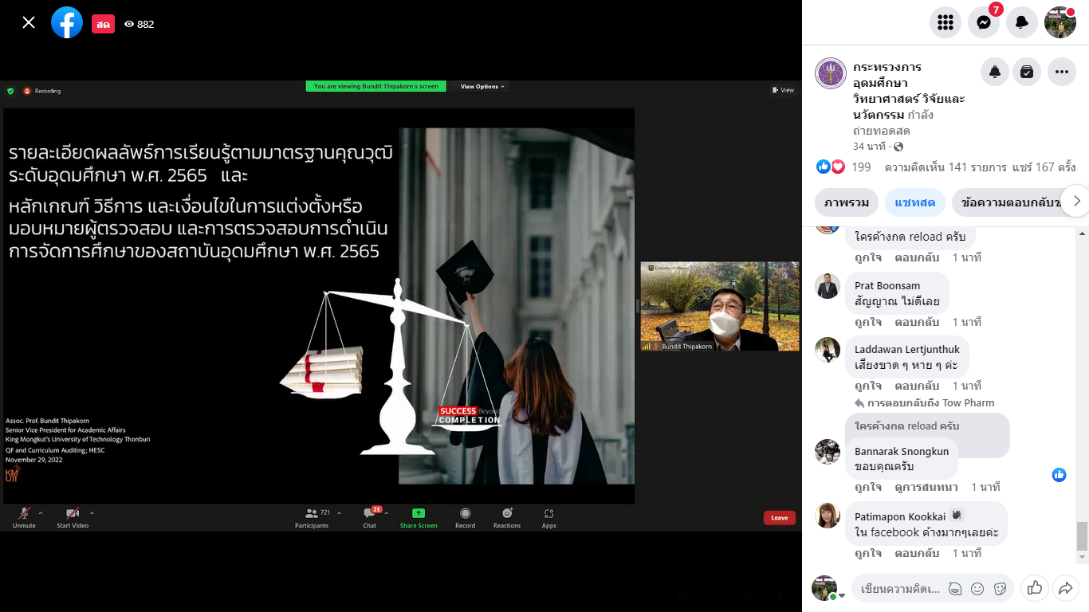 สด
882
Recording
You are viewing Bundit Thipakorn's screen
View Options
View
รายละเอียดผลลัพธ์การเรียนรู้ตามมาตรฐานคุณวุฒิ
ระดับอุดมศึกษา พ.ศ. 2565 และ
หลักเกณฑ์ วิธีการ และเงื่อนไขในการแต่งตั้งหรือ
มอบหมายผู้ตรวจสอบ และการตรวจสอบการดำเนิน
การจัดการศึกษาของสถาบันอุดมศึกษา พ.ศ. 2565
SUCCESS Beyond
COMPLETION
Assoc. Prof. Bundit Thipakorn
Senior Vice President for Academic Affairs
King Mongkut's University of Technology Thonburi
QF and Curriculum Auditing; HESC
November 29, 2022
Bundit Thipakorn
Unmute
Start Video
721
Participants
25
Chat
Share Screen
Record
Reactions
Apps
Leave
7
กระทรวงการ
อุดมศึกษา
วิทยาศาสตร์ วิจัยและ
นวัตกรรม กำลัง
ถ่ายทอดสด
34 นาที ·
199 ความคิดเห็น 141 รายการ แชร์ 167 ครั้ง
ภาพรวม
แชทสด
ข้อความตอบกลับ
ใครค้างกด reload ครับ
ถูกใจ ตอบกลับ 1 นาที
Prat Boonsam
สัญญาณ ไม่ดีเลย
ถูกใจ ตอบกลับ 1 นาที
Laddawan Lertjunthuk
เสียงขาด ๆ หาย ๆ ค่ะ
ถูกใจ ตอบกลับ 1 นาที
การตอบกลับถึง Tow Pharm
ใครค้างกด reload ครับ
Bannarak Snongkun
ขอบคุณครับ
ถูกใจ ดูการสนทนา 1 นาที
Patimapon Kookkai
ใน facebook ค้างมากๆเลยค่ะ
ถูกใจ ตอบกลับ 1 นาที
เขียนความคิดเ...